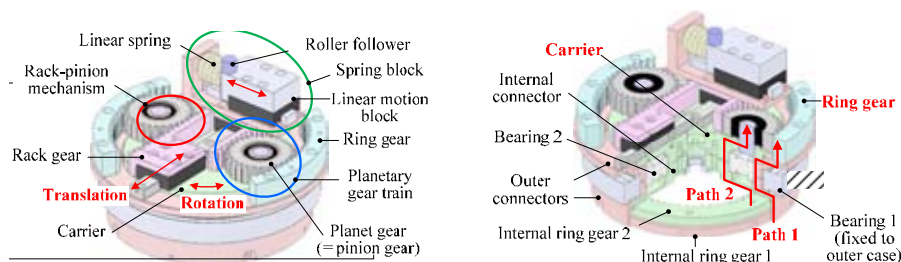 Linear spring
Roller follower
Rack-pinion
mechanism
Spring block
Linear motion
block
Ring gear
Rack gear
Translation
Rotation
Planetary
gear train
Carrier
Planet gear
(= pinion gear)
Carrier
Internal
connector
Ring gear
Bearing 2
Outer
connectors
Path 2
Path 1
Bearing 1
(fixed to
outer case)
Internal ring gear 2
Internal ring gear 1